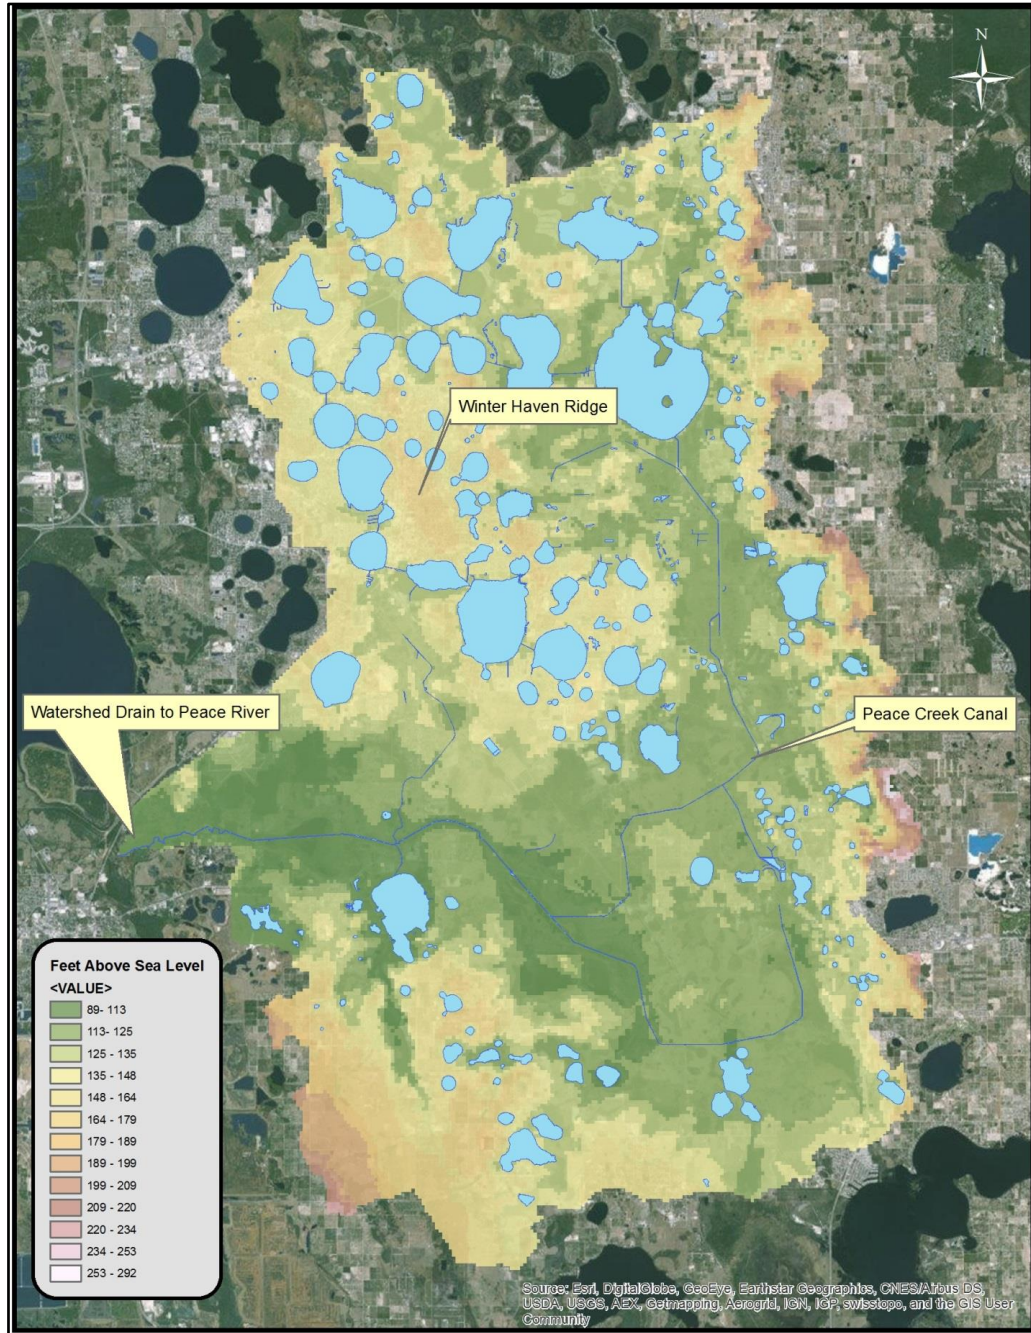 N
Winter Haven Ridge
Watershed Drain to Peace River
Peace Creek Canal
Feet Above Sea Level
<VALUE>
89- 113
113- 125
125 - 135
135 - 148
148 - 164
164 - 179
179 - 189
189 - 199
199 - 209
209 - 220
220 - 234
234 - 253
253 - 292
Source: Esri, DigitalGlobe, GeoEye, Earthstar Geographics, CNES/Airbus DS,
USDA, USGS, AEX, Getmapping, Aerogrid, IGN, IGP, swisstopo, and the GIS User
Community